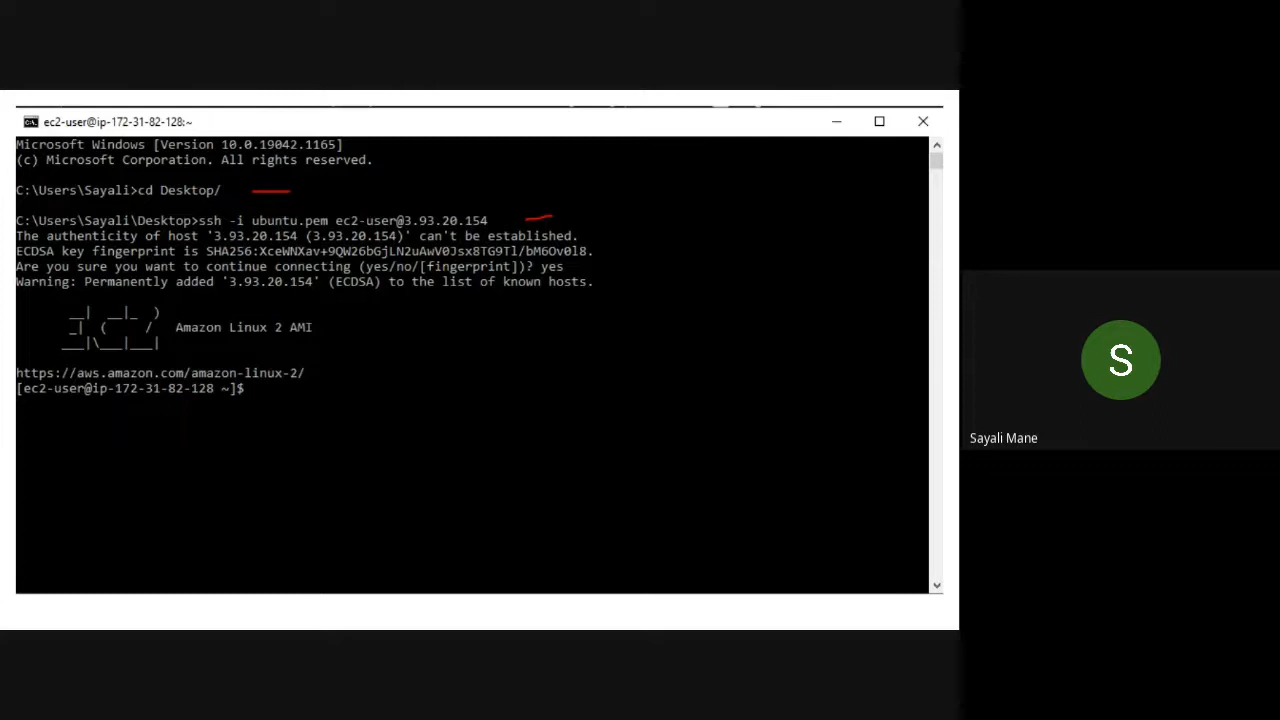 ec2-user@ip-172-31-82-128:~
Microsoft Windows [Version 10.0.19042.1165]
(c) Microsoft Corporation. All rights reserved.
C:\Users\Sayali>cd Desktop/
C:\Users\Sayali\Desktop>ssh -i ubuntu.pem ec2-user@3.93.20.154
The authenticity of host '3.93.20.154 (3.93.20.154)' can't be established.
ECDSA key fingerprint is SHA256:XceWNXav+9QW26bGjLN2uAwV0Jsx8TG9Tl/bM6Ov0l8.
Are you sure you want to continue connecting (yes/no/[fingerprint])? yes
Warning: Permanently added '3.93.20.154' (ECDSA) to the list of known hosts.
       __|  __|_  )
       _|  (     /   Amazon Linux 2 AMI
      ___|\___|___|
https://aws.amazon.com/amazon-linux-2/
[ec2-user@ip-172-31-82-128 ~]$
S
Sayali Mane